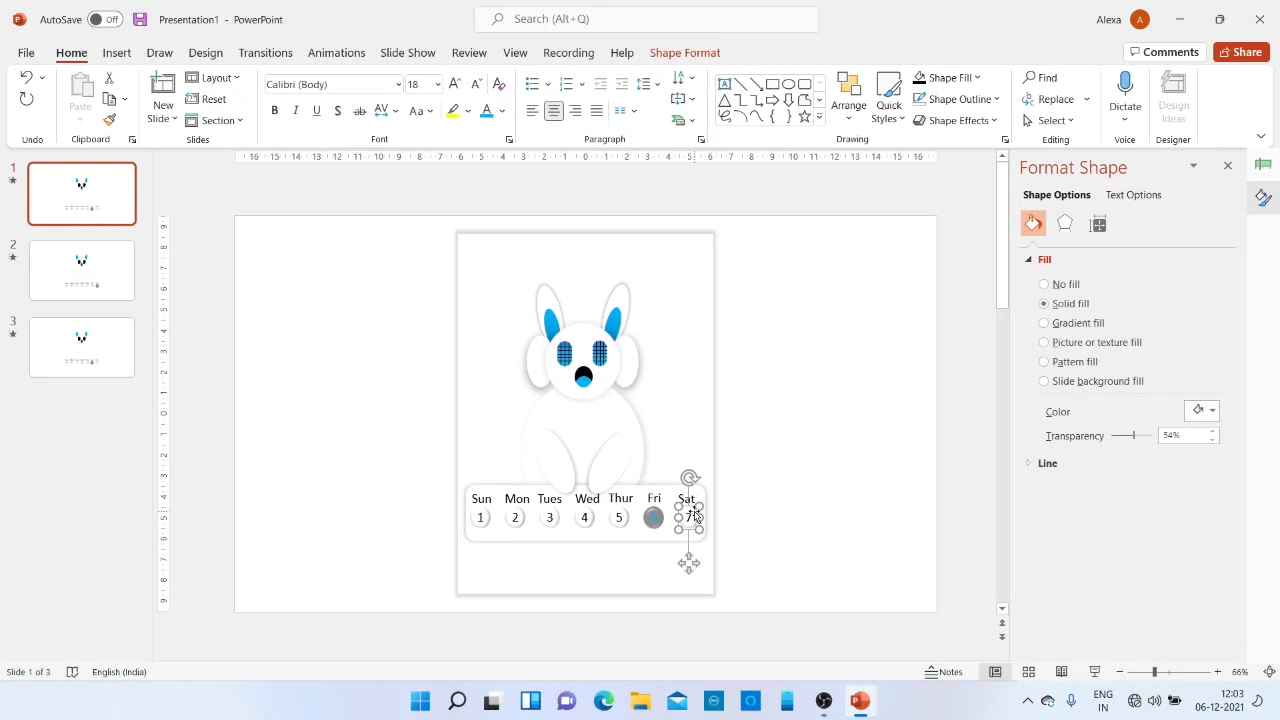 AutoSave Off Presentation1 - PowerPoint Search (Alt+Q) Alexa A
File Home Insert Draw Design Transitions Animations Slide Show Review View Recording Help Shape Format Comments Share
Paste New Slide Layout Reset Section
Calibri (Body) 18
Arrange Quick Styles Shape Fill Shape Outline Shape Effects
Find Replace Select
Dictate Design Ideas
Undo Clipboard Slides Font Paragraph Drawing Editing Voice Designer
1
2
3
Format Shape
Shape Options Text Options
Fill
No fill
Solid fill
Gradient fill
Picture or texture fill
Pattern fill
Slide background fill
Color
Transparency 54%
Line
Sun Mon Tues Wed Thur Fri Sat
1 2 3 4 5 7
Slide 1 of 3 English (India) Notes 66%
ENG IN 12:03 06-12-2021